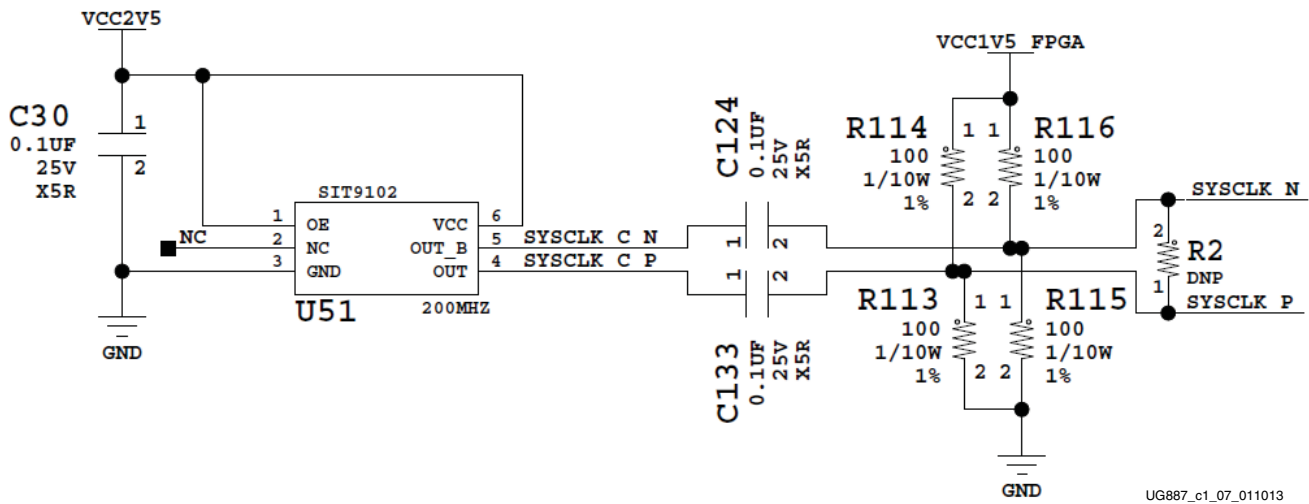 VCC2V5
VCC1V5 FPGA
C30
0.1UF
25V
X5R
1
2
C124
0.1UF
25V
X5R
R114
100
1/10W
1%
1 1
2 2
R116
100
1/10W
1%
SIT9102
1 OE
2 NC
3 GND
VCC 6
OUT_B 5
OUT 4
NC
U51
200MHZ
SYSCLK C N
SYSCLK C P
1 2
1 2
C133
0.1UF
25V
X5R
R113
100
1/10W
1%
1 1
2 2
R115
100
1/10W
1%
SYSCLK N
2
R2
DNP
1
SYSCLK P
GND
GND
UG887_c1_07_011013